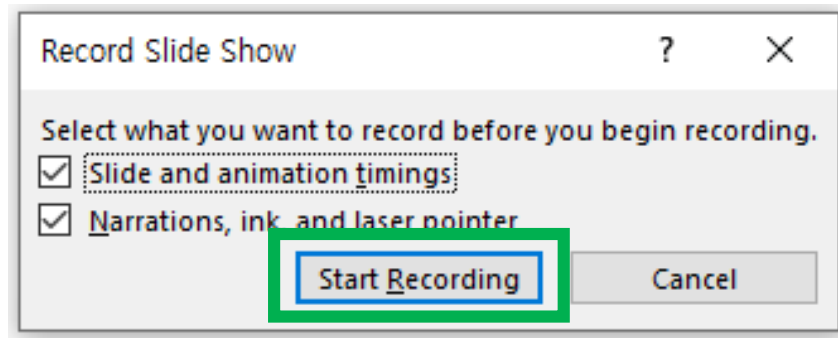 Record Slide Show ?
Select what you want to record before you begin recording.
Slide and animation timings
Narrations, ink, and laser pointer
Start Recording Cancel